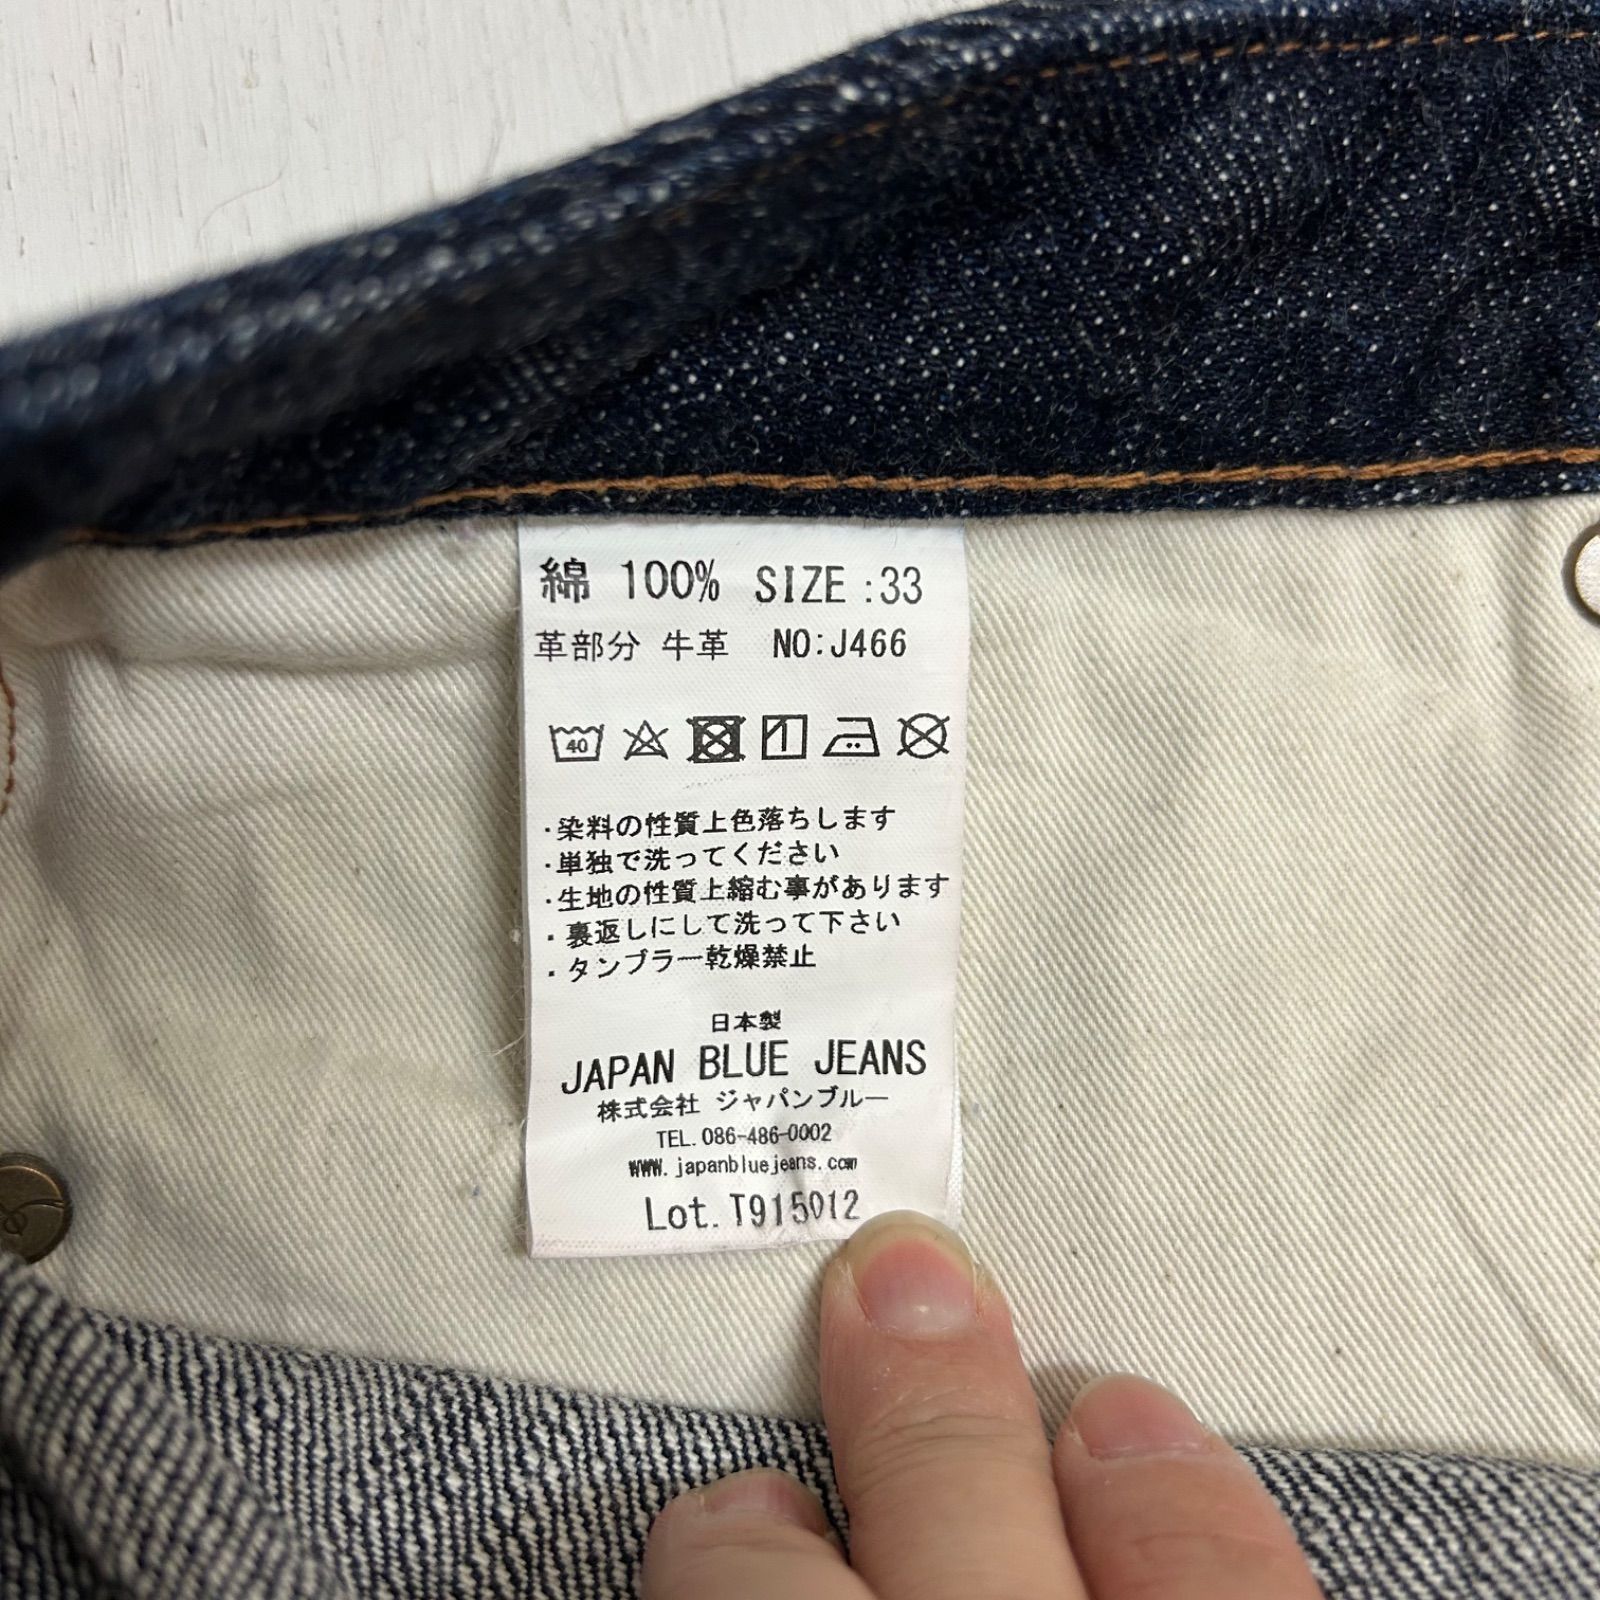 綿 100% SIZE :33
革部分 牛革 NO:J466
40
・染料の性質上色落ちします
・単独で洗ってください
・生地の性質上縮む事があります
・裏返しにして洗って下さい
・タンブラー乾燥禁止
日本製
JAPAN BLUE JEANS
株式会社 ジャパンブルー
TEL. 086-486-0002
www.japanbluejeans.com
Lot. T915012